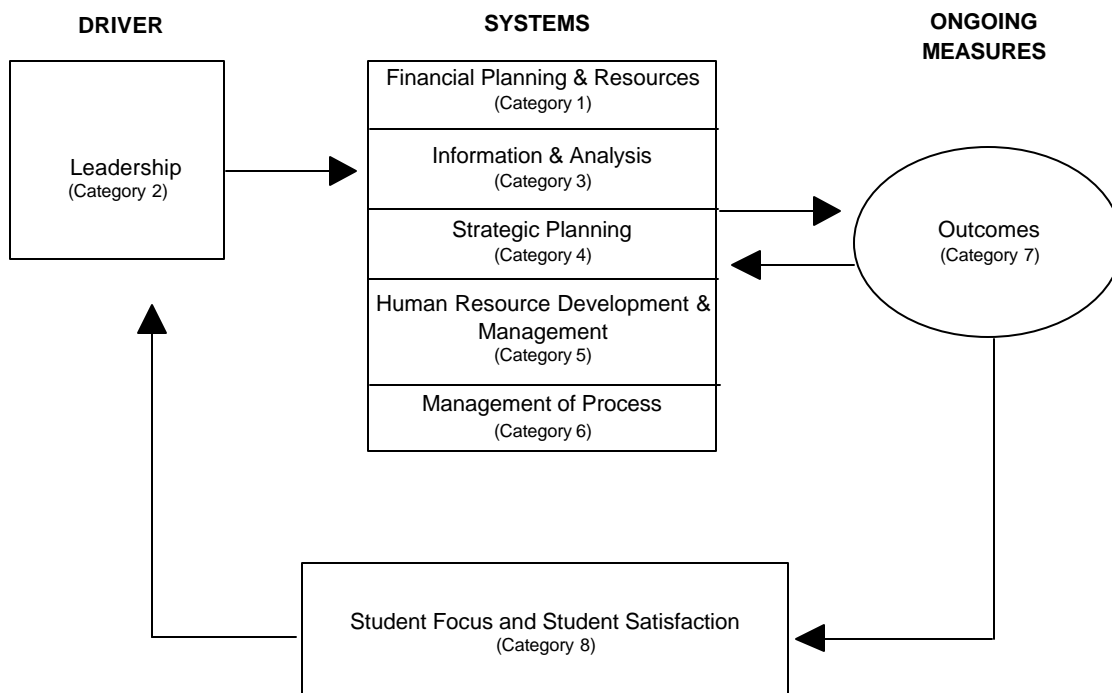 DRIVER
SYSTEMS
ONGOING
MEASURES
Leadership
(Category 2)
Financial Planning & Resources
(Category 1)
Information & Analysis
(Category 3)
Strategic Planning
(Category 4)
Human Resource Development &
Management
(Category 5)
Management of Process
(Category 6)
Outcomes
(Category 7)
Student Focus and Student Satisfaction
(Category 8)